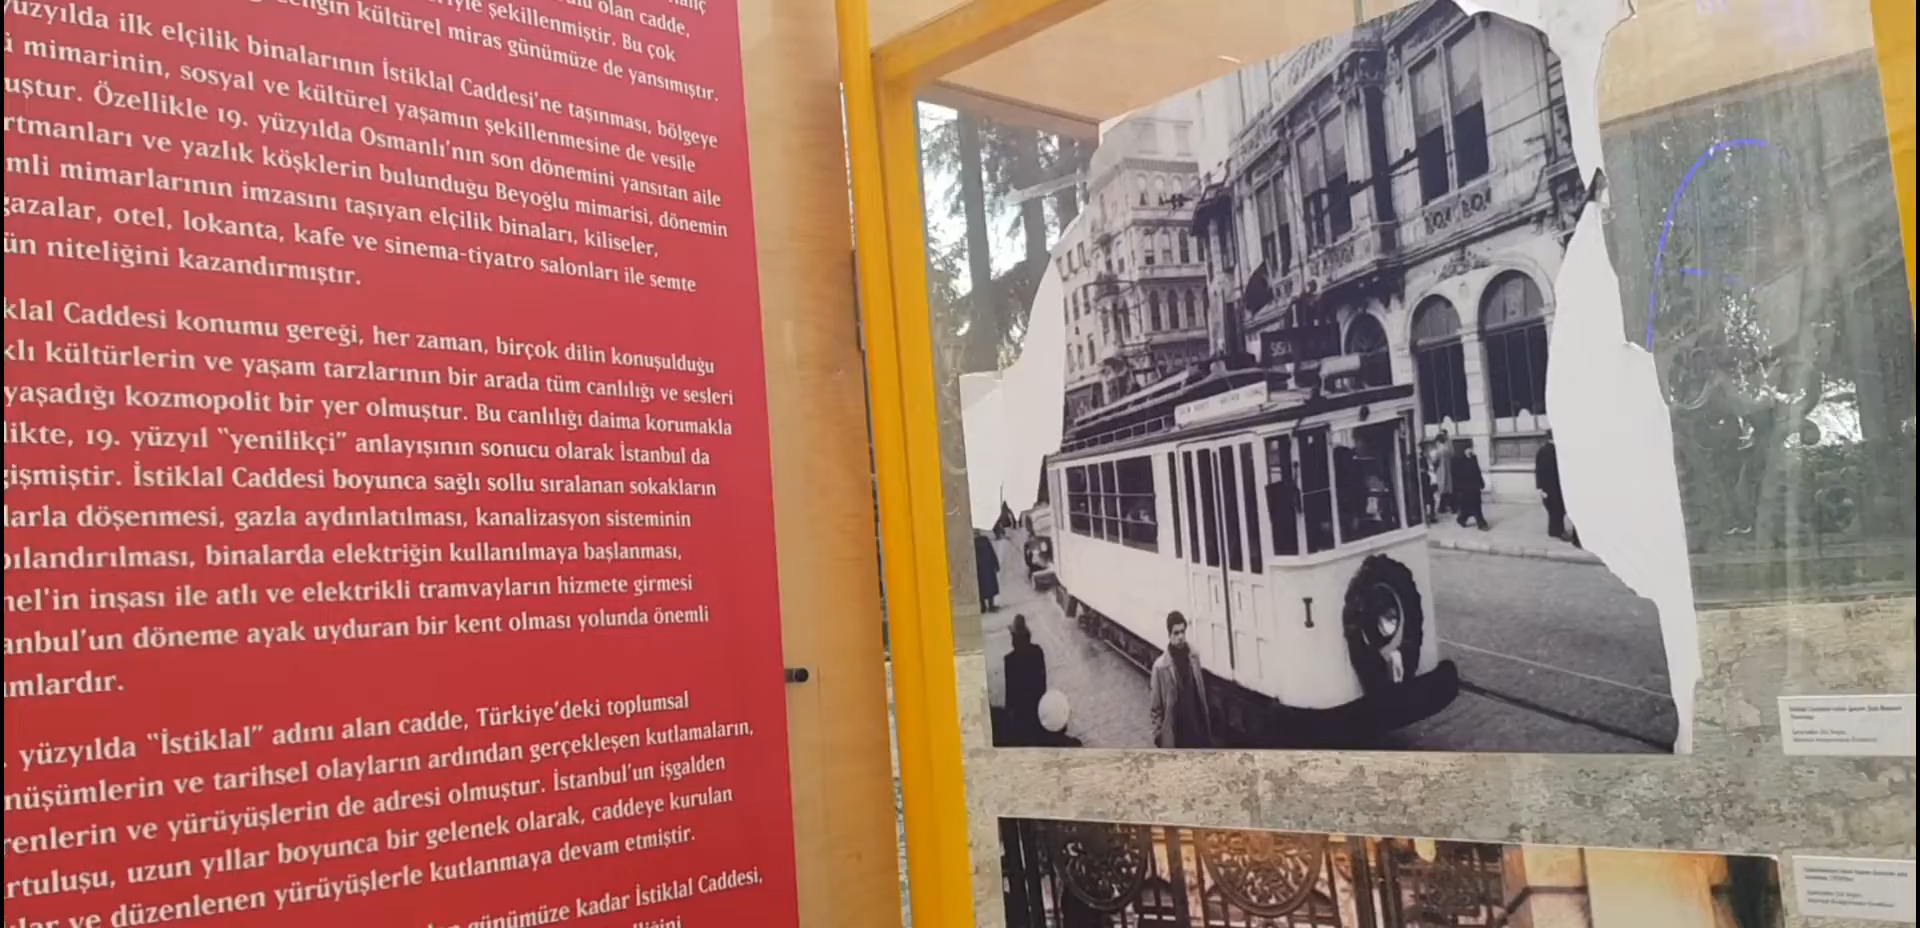 olan cadde,
şekillenmiştir. Bu çok
kültürel miras günümüze de yansımıştır.
yüzyılda ilk elçilik binalarının İstiklal Caddesi'ne taşınması, bölgeye
mimarinin, sosyal ve kültürel yaşamın şekillenmesine de vesile
uştur. Özellikle 19. yüzyılda Osmanlı'nın son dönemini yansıtan aile
rtmanları ve yazlık köşklerin bulunduğu Beyoğlu mimarisi, dönemin
mli mimarlarının imzasını taşıyan elçilik binaları, kiliseler,
ğazalar, otel, lokanta, kafe ve sinema-tiyatro salonları ile semte
ün niteliğini kazandırmıştır.
klal Caddesi konumu gereği, her zaman, birçok dilin konuşulduğu
klı kültürlerin ve yaşam tarzlarının bir arada tüm canlılığı ve sesleri
yaşadığı kozmopolit bir yer olmuştur. Bu canlılığı daima korumakla
likte, 19. yüzyıl "yenilikçi" anlayışının sonucu olarak İstanbul da
ğişmiştir. İstiklal Caddesi boyunca sağlı sollu sıralanan sokakların
larla döşenmesi, gazla aydınlatılması, kanalizasyon sisteminin
pılandırılması, binalarda elektriğin kullanılmaya başlanması,
nel'in inşası ile atlı ve elektrikli tramvayların hizmete girmesi
anbul'un döneme ayak uyduran bir kent olması yolunda önemli
ımlardır.
yüzyılda "İstiklal" adını alan cadde, Türkiye'deki toplumsal
nüşümlerin ve tarihsel olayların ardından gerçekleşen kutlamaların,
renlerin ve yürüyüşlerin de adresi olmuştur. İstanbul'un işgalden
rtuluşu, uzun yıllar boyunca bir gelenek olarak, caddeye kurulan
lar ve düzenlenen yürüyüşlerle kutlanmaya devam etmiştir.
günümüze kadar İstiklal Caddesi,